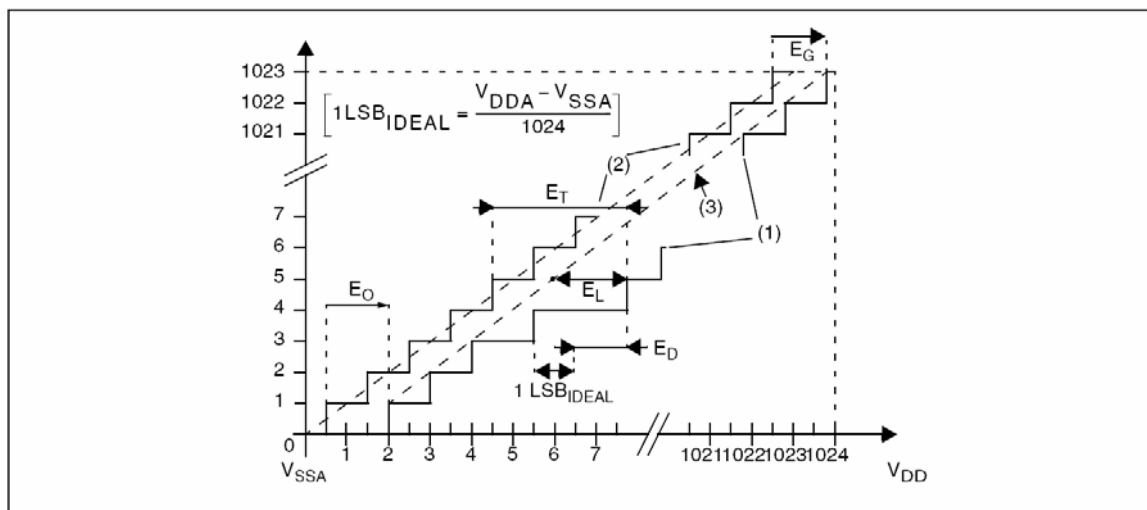 E_G
1023
1022
1021
[1LSB_IDEAL = (V_DDA − V_SSA) / 1024]
(2)
E_T
(3)
(1)
7
6
5
4
3
2
1
0
E_O
E_L
E_D
1 LSB_IDEAL
1 2 3 4 5 6 7 1021 1022 1023 1024
V_SSA
V_DD